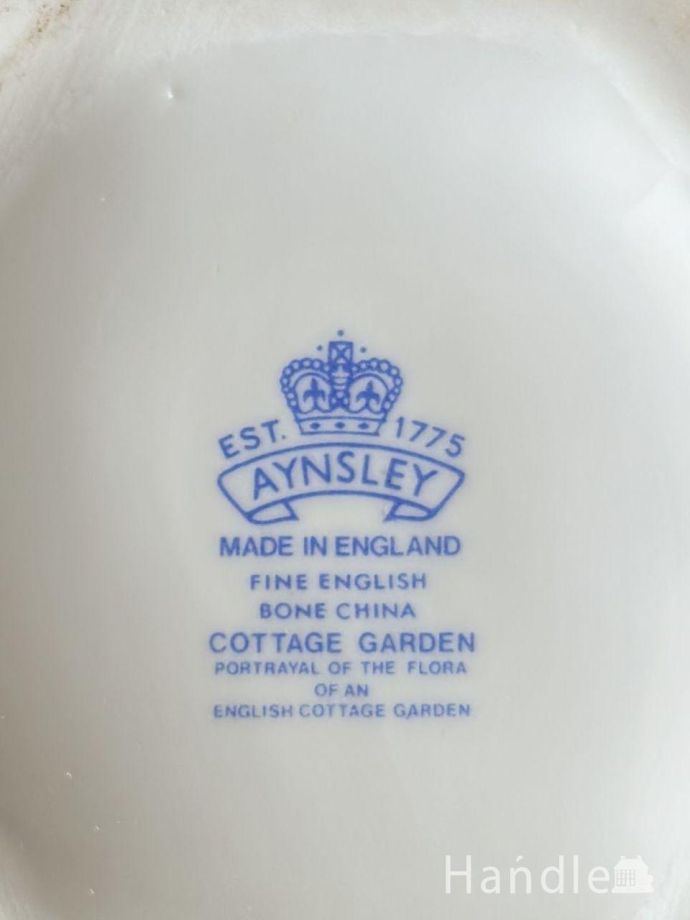 EST. 1775
AYNSLEY
MADE IN ENGLAND
FINE ENGLISH
BONE CHINA
COTTAGE GARDEN
PORTRAYAL OF THE FLORA
OF AN
ENGLISH COTTAGE GARDEN
Hańdle